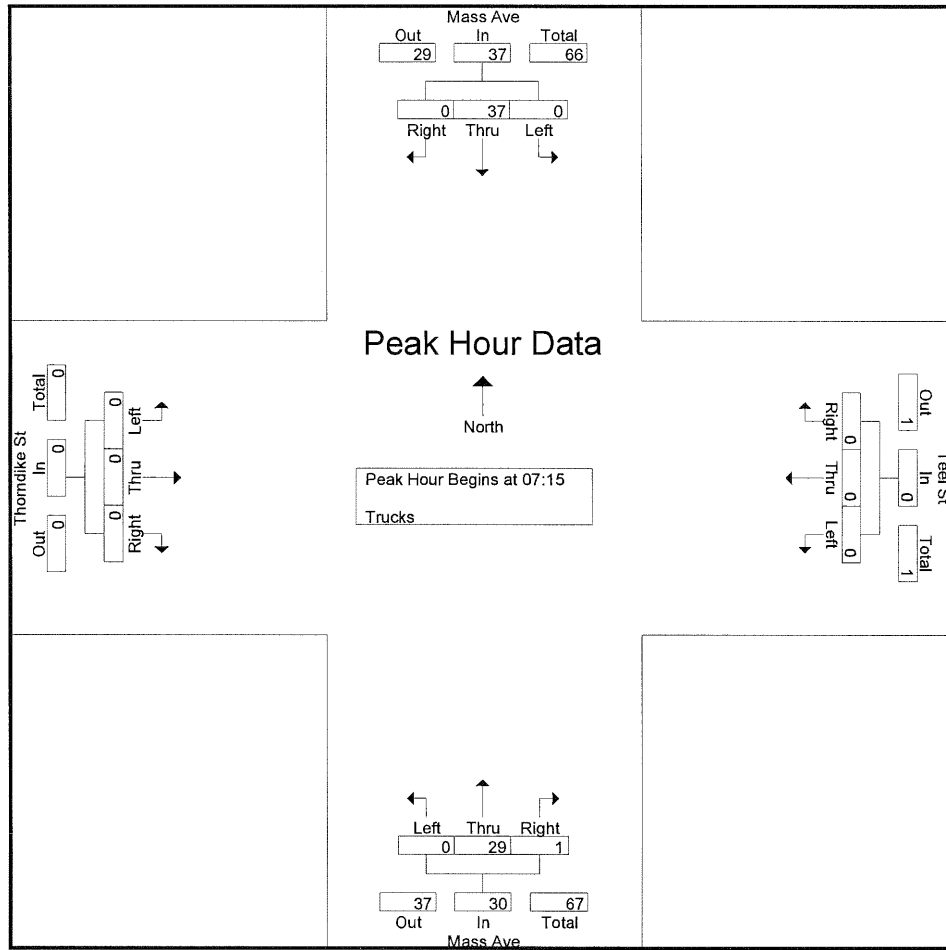 Mass Ave
Out In Total
29 37 66
0 37 0
Right Thru Left
Peak Hour Data
North
Peak Hour Begins at 07:15
Trucks
Thorndike St
Total In Out
0 0 0
0 0 0
Left Thru Right
Right Thru Left
0 0 0
Out In Total
1 0 1
Teel St
Left Thru Right
0 29 1
37 30 67
Out In Total
Mass Ave